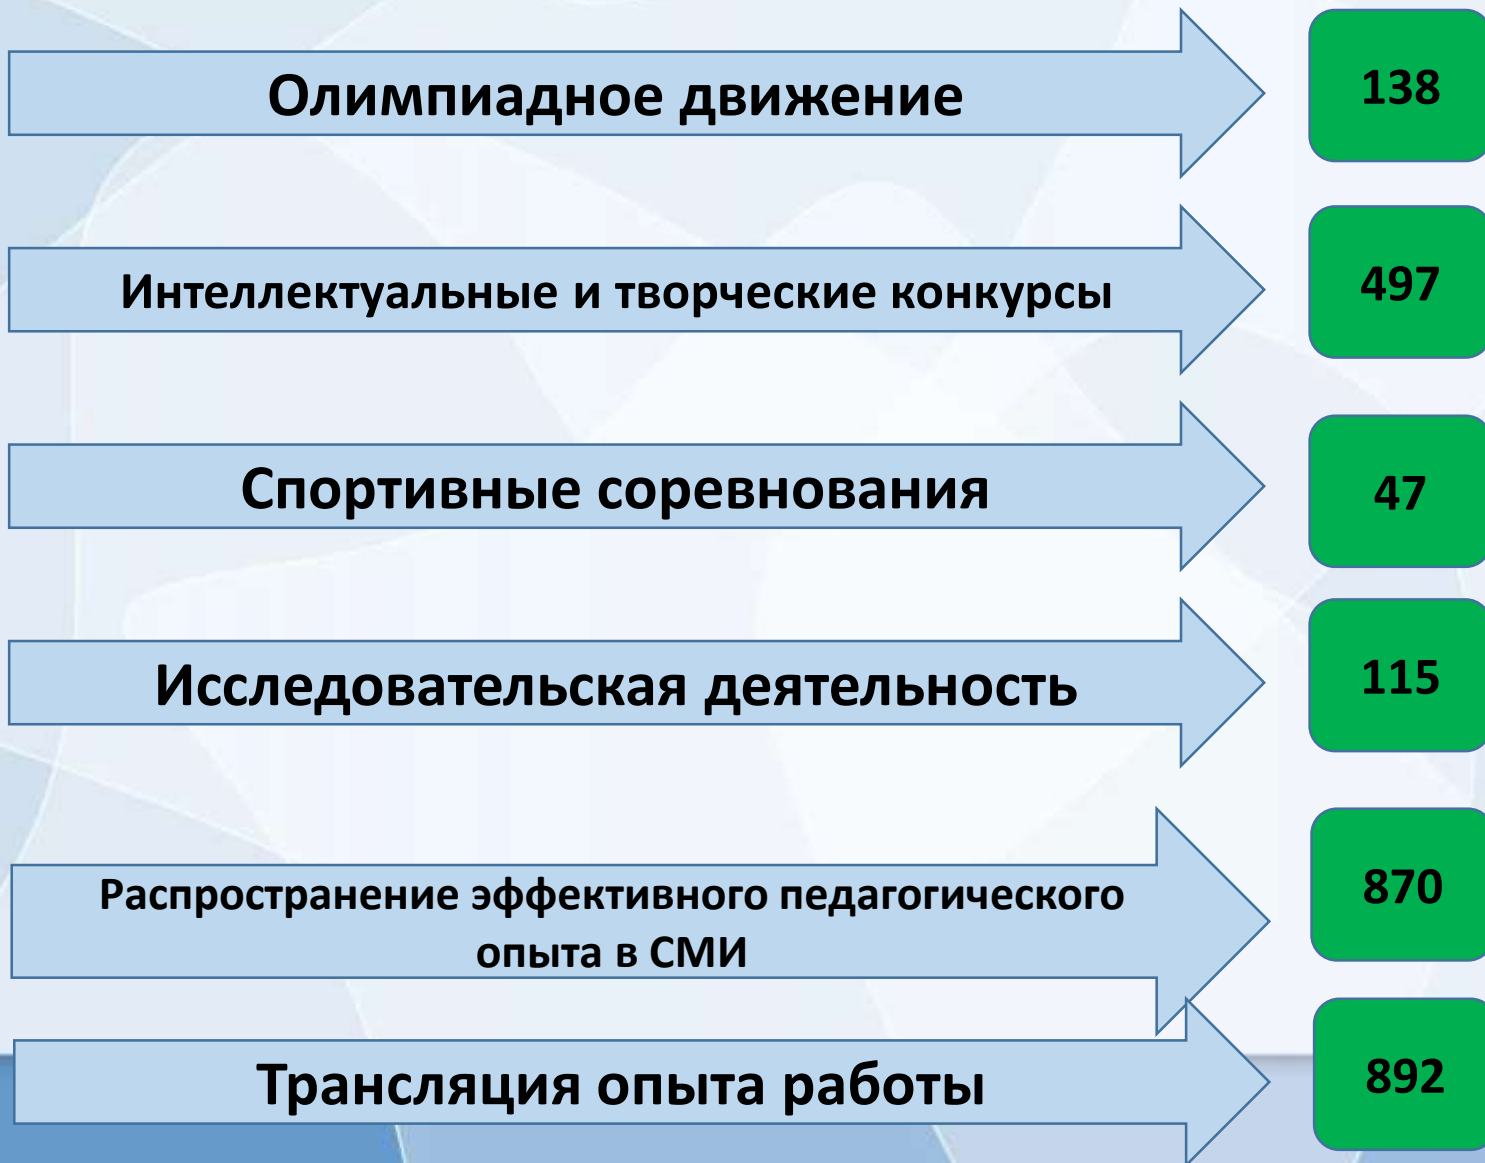 Олимпиадное движение
138
Интеллектуальные и творческие конкурсы
497
Спортивные соревнования
47
Исследовательская деятельность
115
Распространение эффективного педагогического
опыта в СМИ
870
Трансляция опыта работы
892